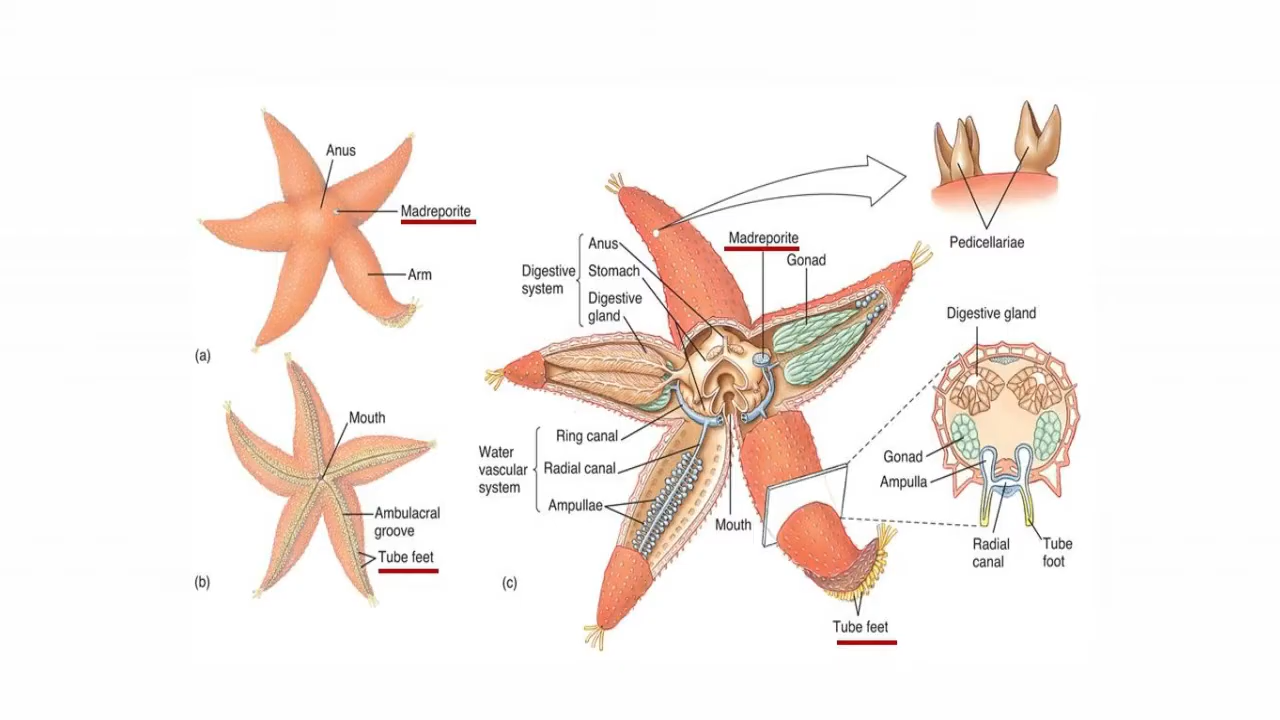 Anus
Madreporite
Arm
(a)
Mouth
Ambulacral
groove
Tube feet
(b)
Digestive
system
Anus
Stomach
Digestive
gland
Madreporite
Gonad
Water
vascular
system
Ring canal
Radial canal
Ampullae
Mouth
(c)
Tube feet
Pedicellariae
Digestive gland
Gonad
Ampulla
Radial
canal
Tube
foot